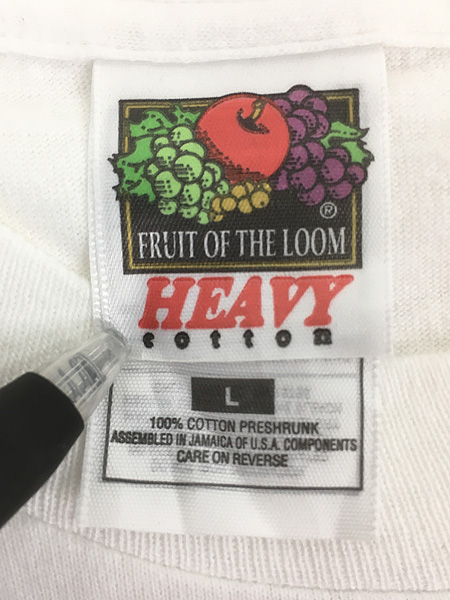 ®
FRUIT OF THE LOOM
HEAVY
cotton
L
100% COTTON PRESHRUNK
ASSEMBLED IN JAMAICA OF U.S.A. COMPONENTS
CARE ON REVERSE